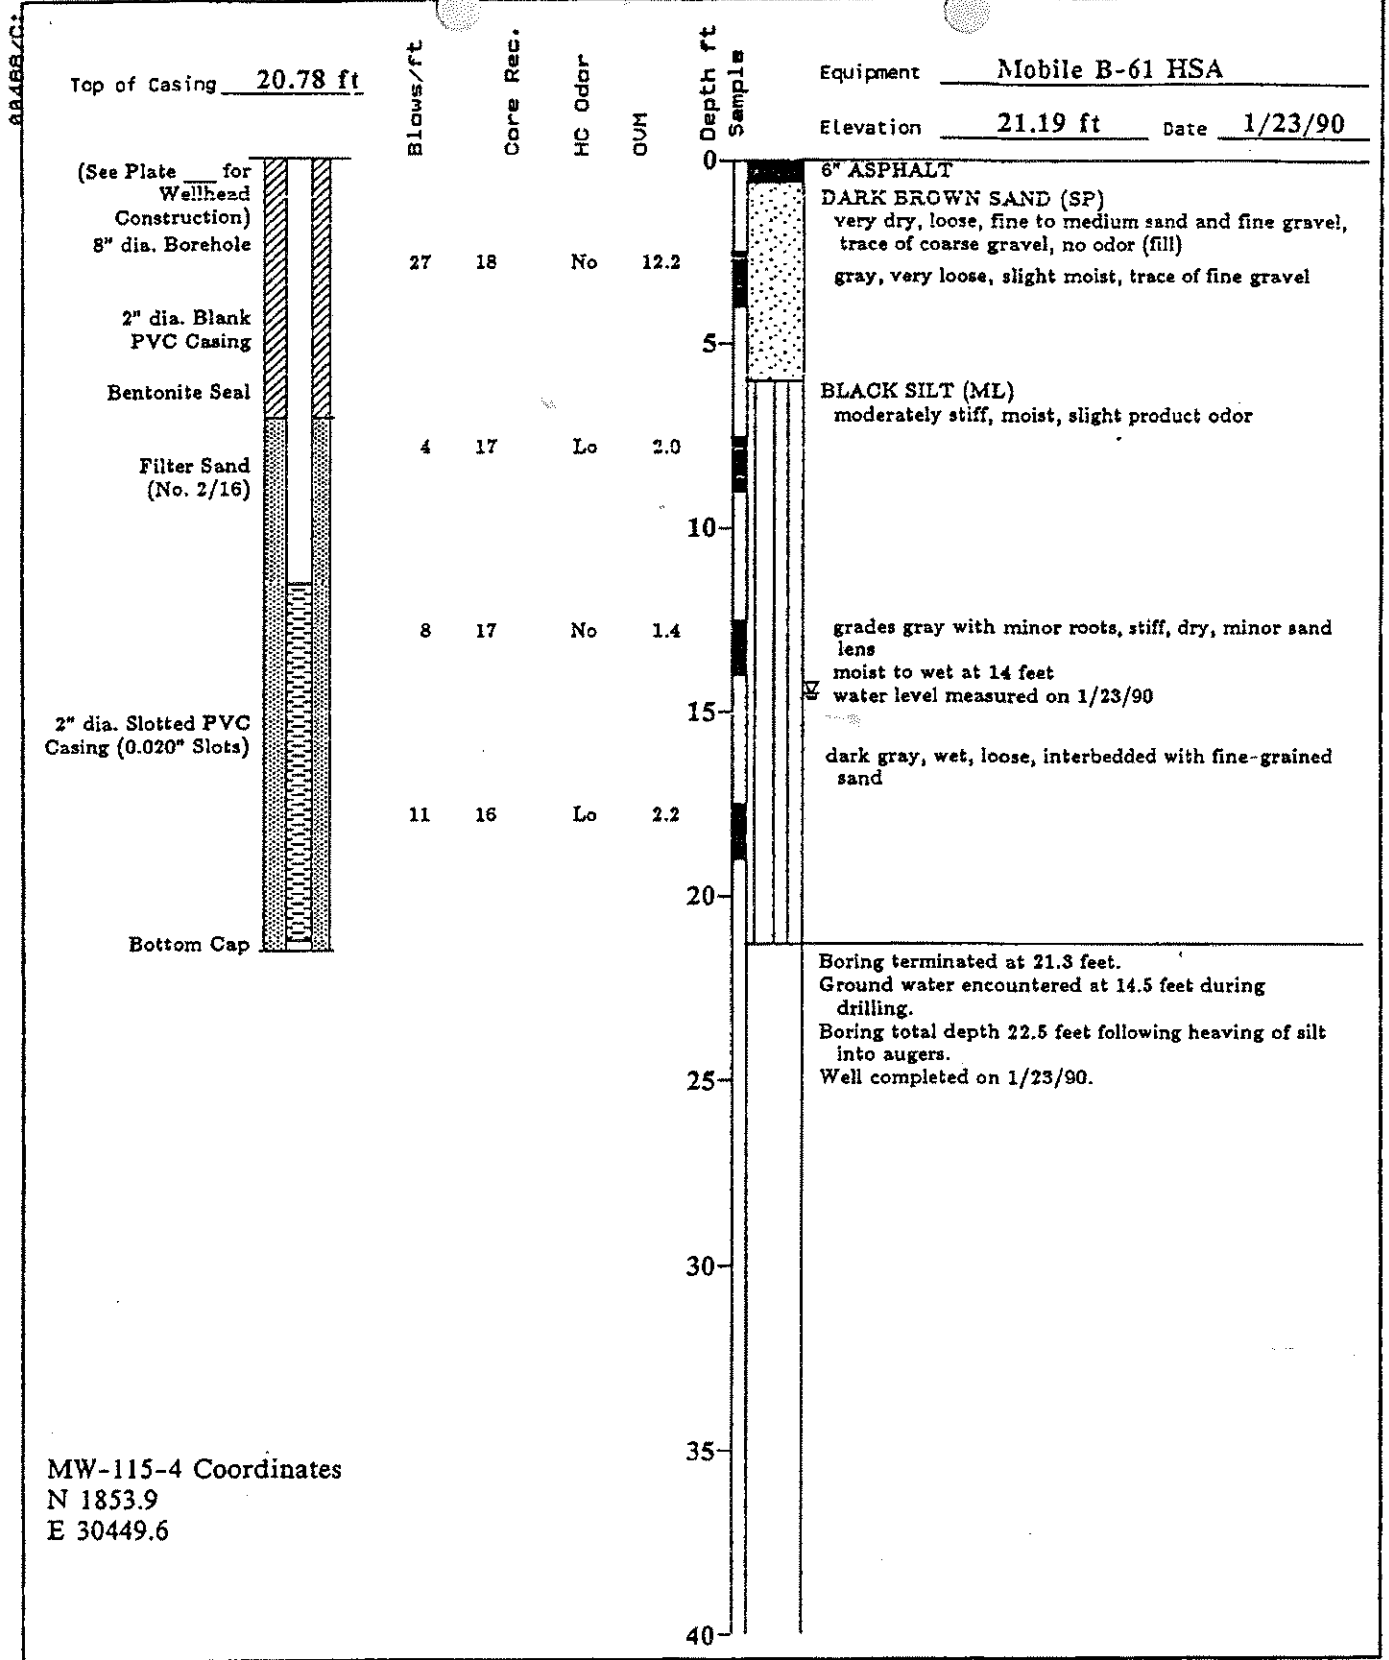 Top of Casing 20.78 ft
Blows/ft
Core Rec.
HC Odor
OVM
Depth ft
Sample
Equipment Mobile B-61 HSA
Elevation 21.19 ft Date 1/23/90
(See Plate ___ for
Wellhead
Construction)
8" dia. Borehole
2" dia. Blank
PVC Casing
Bentonite Seal
Filter Sand
(No. 2/16)
2" dia. Slotted PVC
Casing (0.020" Slots)
Bottom Cap
27 18 No 12.2
4 17 Lo 2.0
8 17 No 1.4
11 16 Lo 2.2
0
5
10
15
20
25
30
35
40
6" ASPHALT
DARK BROWN SAND (SP)
very dry, loose, fine to medium sand and fine gravel,
trace of coarse gravel, no odor (fill)
gray, very loose, slight moist, trace of fine gravel
BLACK SILT (ML)
moderately stiff, moist, slight product odor
grades gray with minor roots, stiff, dry, minor sand
lens
moist to wet at 14 feet
water level measured on 1/23/90
dark gray, wet, loose, interbedded with fine-grained
sand
Boring terminated at 21.3 feet.
Ground water encountered at 14.5 feet during
drilling.
Boring total depth 22.5 feet following heaving of silt
into augers.
Well completed on 1/23/90.
MW-115-4 Coordinates
N 1853.9
E 30449.6